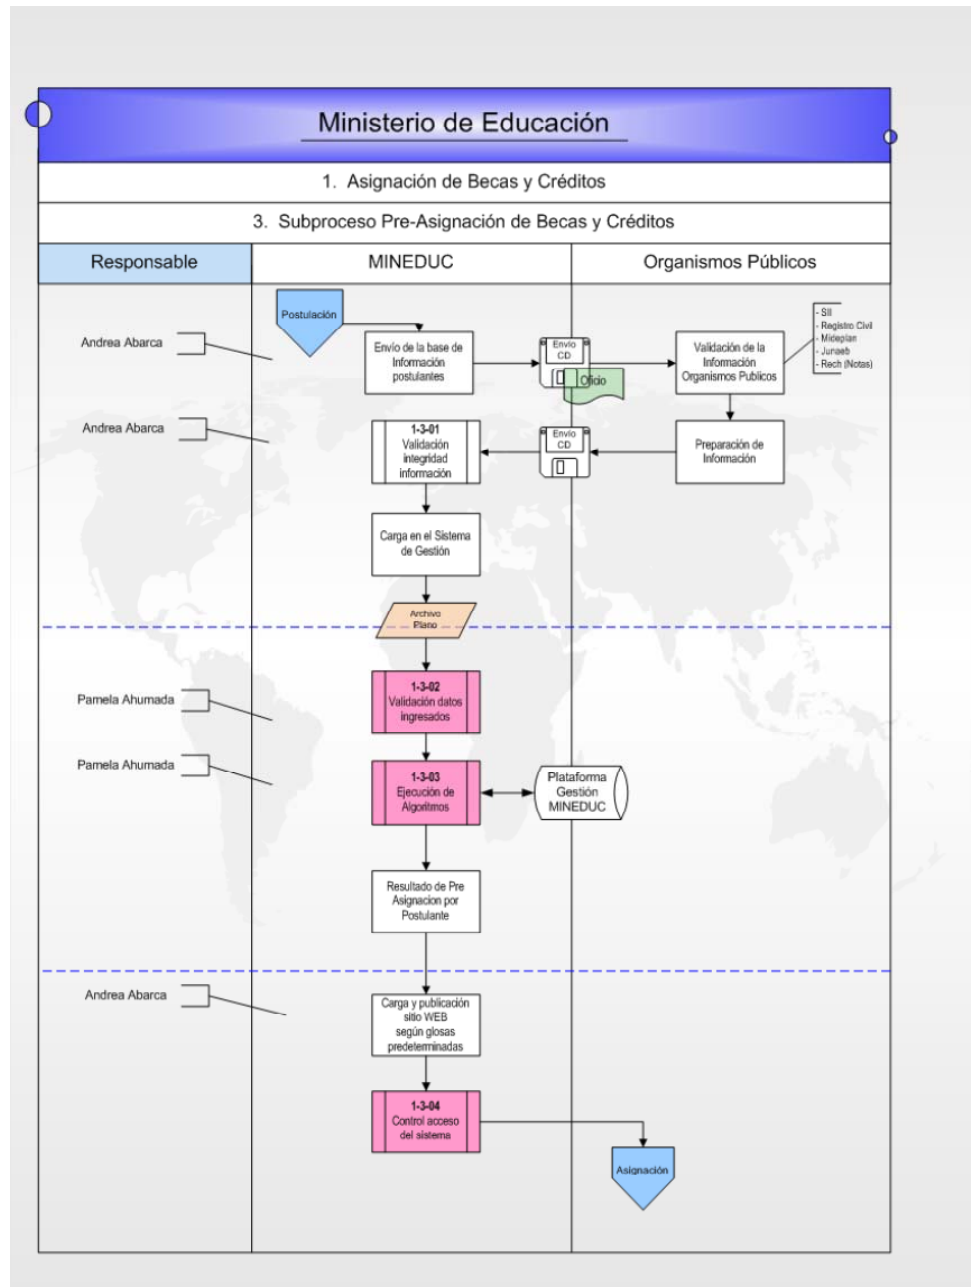 Ministerio de Educación
1. Asignación de Becas y Créditos
3. Subproceso Pre-Asignación de Becas y Créditos
Responsable
MINEDUC
Organismos Públicos
Postulación
Andrea Abarca
Envío de la base de
Información
postulantes
Envío
CD
Oficio
Validación de la
Información
Organismos Publicos
- SII
- Registro Civil
- Mideplan
- Junaeb
- Rech (Notas)
Andrea Abarca
1-3-01
Validación
integridad
información
Envío
CD
Preparación de
Información
Carga en el Sistema
de Gestión
Archivo
Plano
Pamela Ahumada
1-3-02
Validación datos
ingresados
Pamela Ahumada
1-3-03
Ejecución de
Algoritmos
Plataforma
Gestión
MINEDUC
Resultado de Pre
Asignacion por
Postulante
Andrea Abarca
Carga y publicación
sitio WEB
según glosas
predeterminadas
1-3-04
Control acceso
del sistema
Asignación